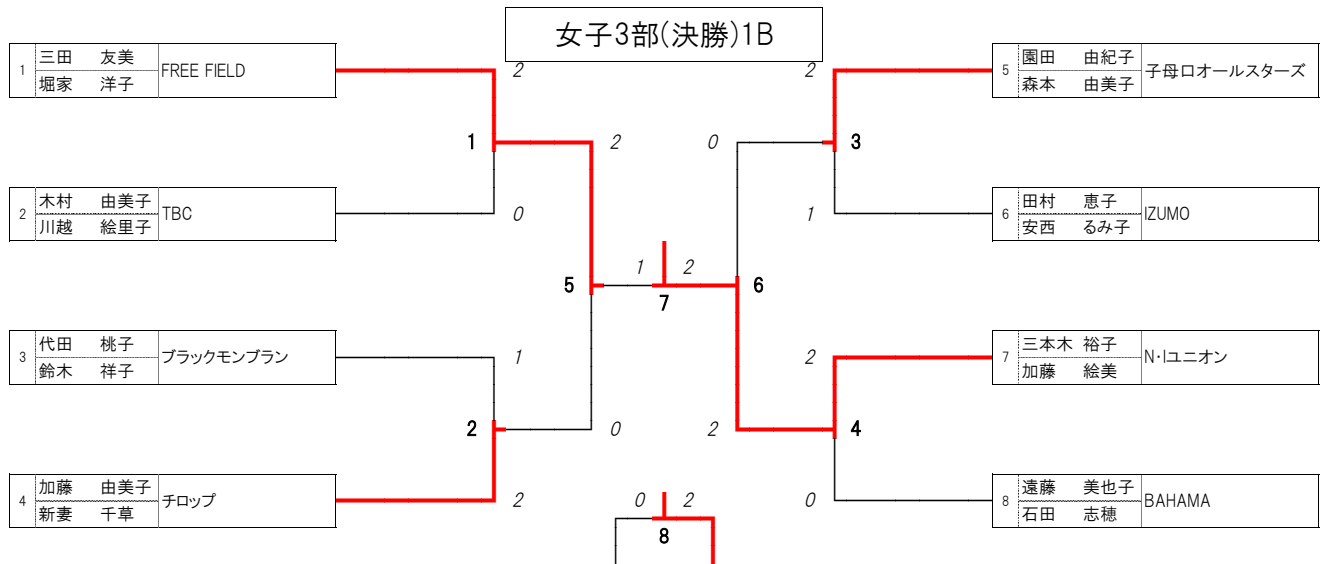 女子3部(決勝)1B
1 三田 友美 FREE FIELD
堀家 洋子
2
1
2
0
2 木村 由美子 TBC
川越 絵里子
3 代田 桃子 ブラックモンブラン
鈴木 祥子
1
2
0
2
4 加藤 由美子 チロップ
新妻 千草
5
1 2
7
6
5 園田 由紀子 子母口オールスターズ
森本 由美子
2
0
3
1
6 田村 恵子 IZUMO
安西 るみ子
7 三本木 裕子 N・Iユニオン
加藤 絵美
2
2
4
0
8 遠藤 美也子 BAHAMA
石田 志穂
0 2
8